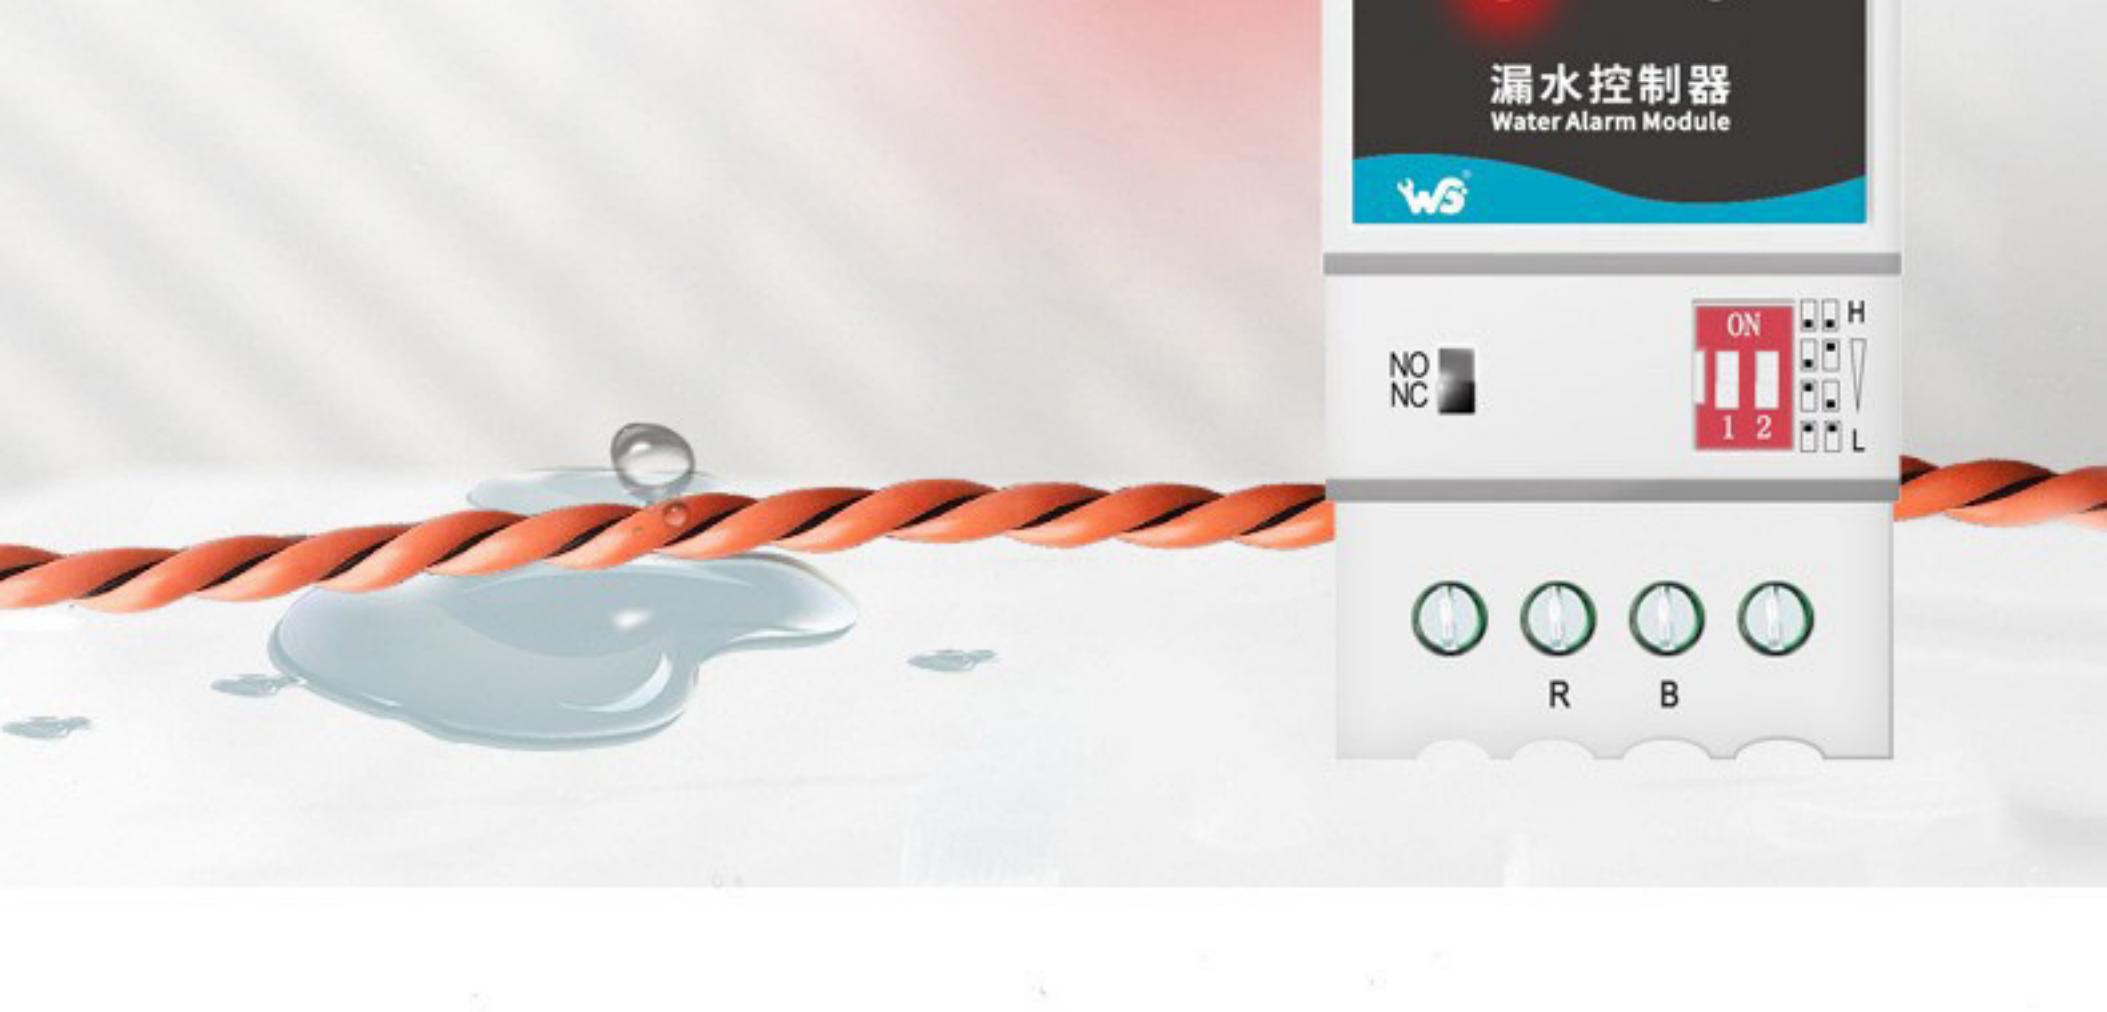 漏水控制器
Water Alarm Module
WS
NO
NC
ON
1 2
H
L
R B